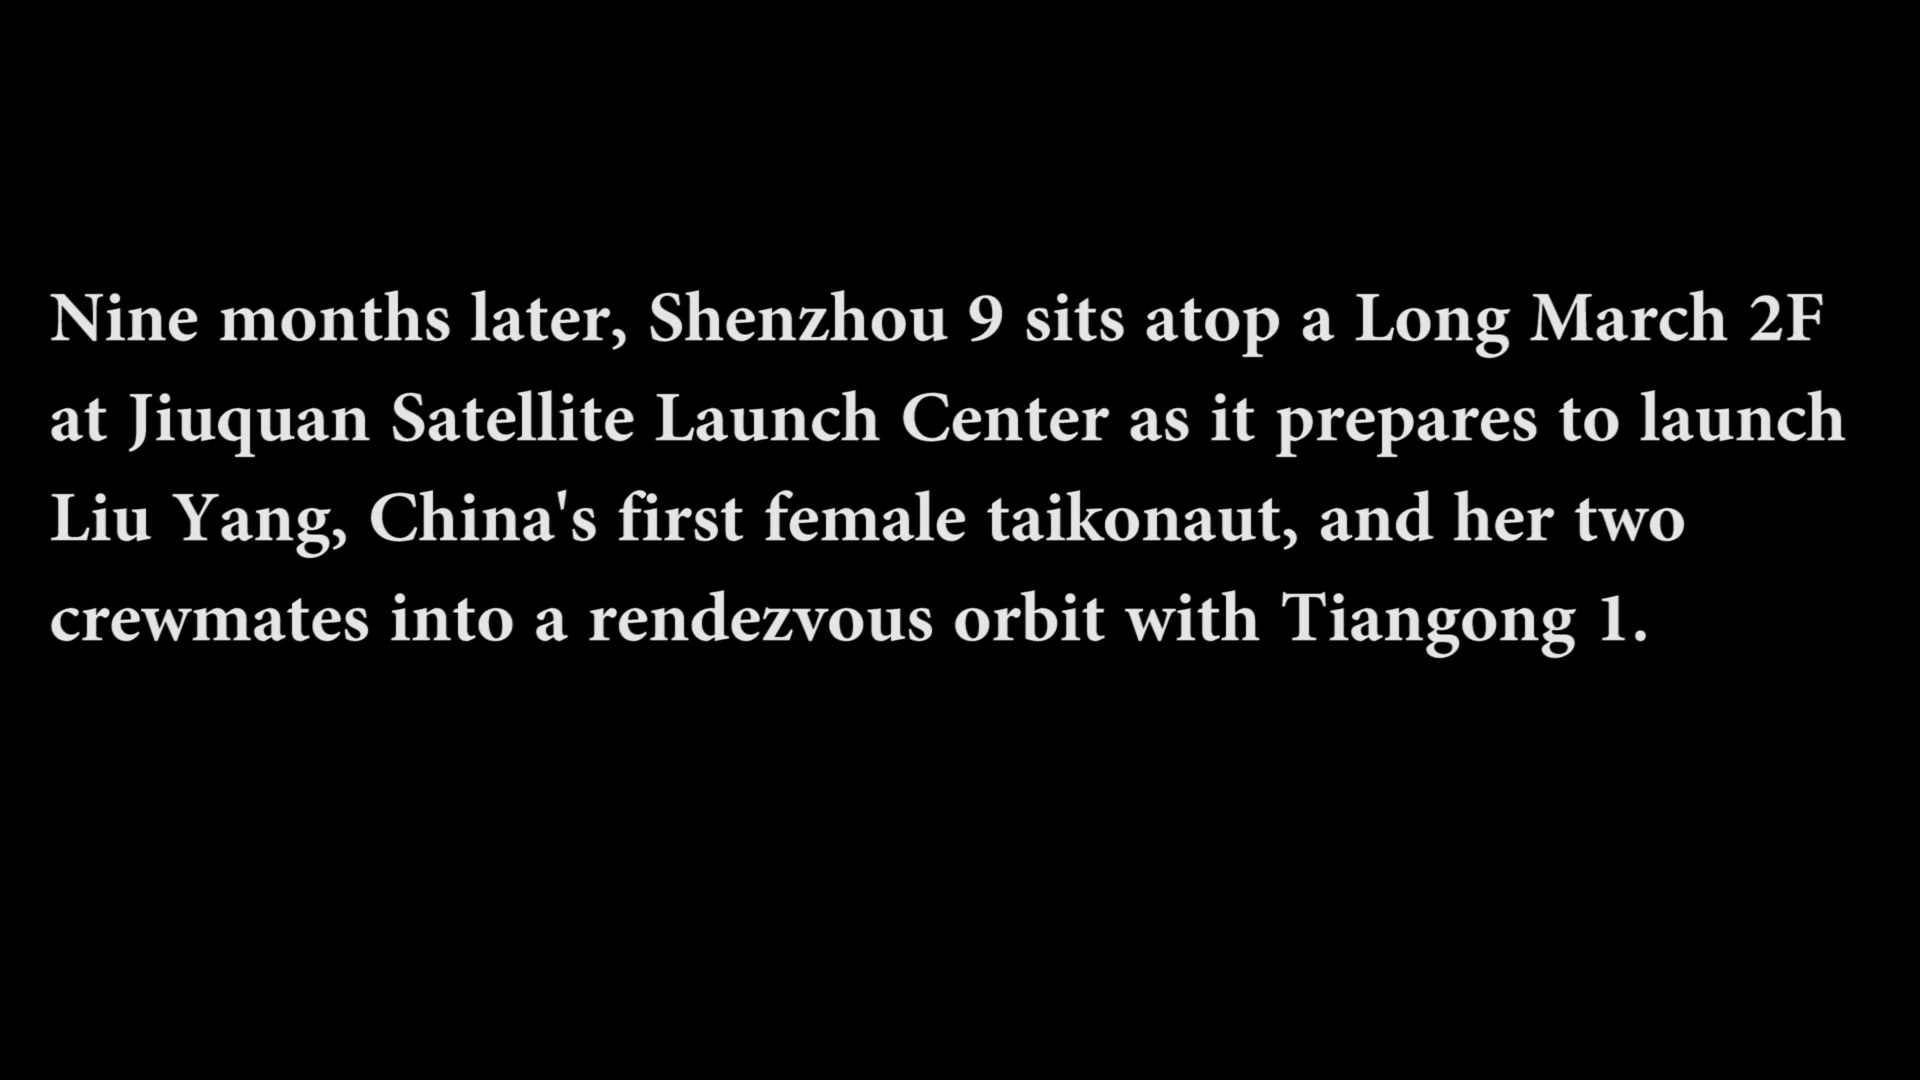 Nine months later, Shenzhou 9 sits atop a Long March 2F
at Jiuquan Satellite Launch Center as it prepares to launch
Liu Yang, China's first female taikonaut, and her two
crewmates into a rendezvous orbit with Tiangong 1.